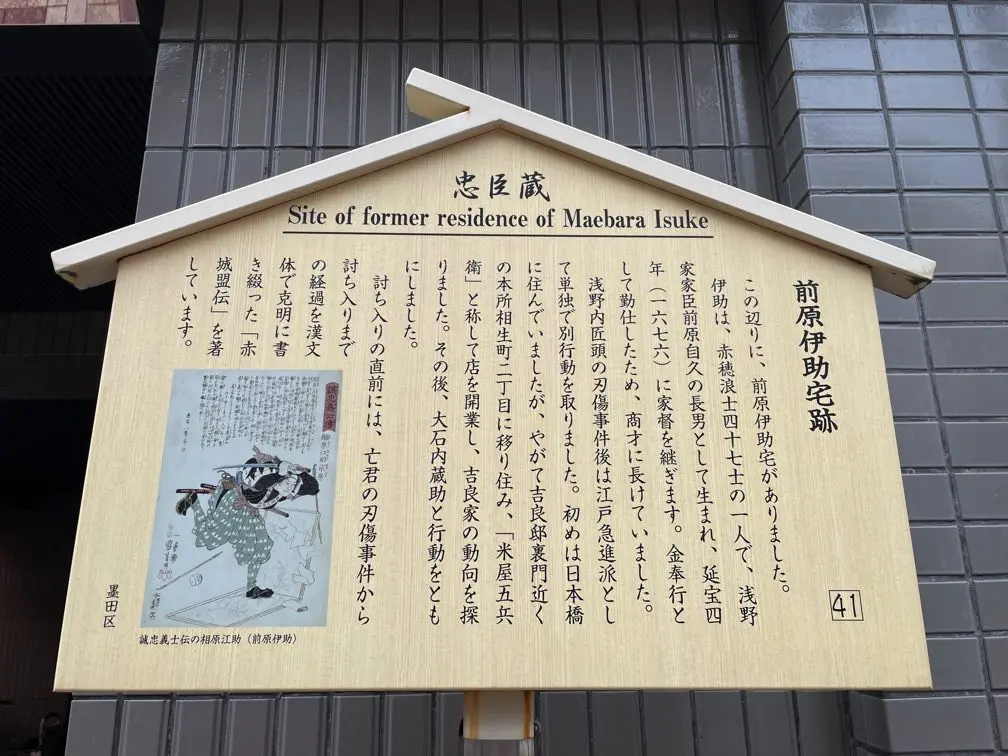 忠臣蔵
Site of former residence of Maebara Isuke
前原伊助宅跡
この辺りに、前原伊助宅がありました。
伊助は、赤穂浪士四十七士の一人で、浅野
家家臣前原自久の長男として生まれ、延宝四
年（一六七六）に家督を継ぎます。金奉行と
して勤仕したため、商才に長けていました。
浅野内匠頭の刃傷事件後は江戸急進派とし
て単独で別行動を取りました。初めは日本橋
に住んでいましたが、やがて吉良邸裏門近く
の本所相生町二丁目に移り住み、「米屋五兵
衛」と称して店を開業し、吉良家の動向を探
りました。その後、大石内蔵助と行動をとも
にしました。
討ち入りの直前には、亡君の刃傷事件から
討ち入りまで
の経過を漢文
体で克明に書
き綴った「赤
城盟伝」を著
しています。
誠忠義士傳
誠忠義士伝の相原江助（前原伊助）
墨田区
41